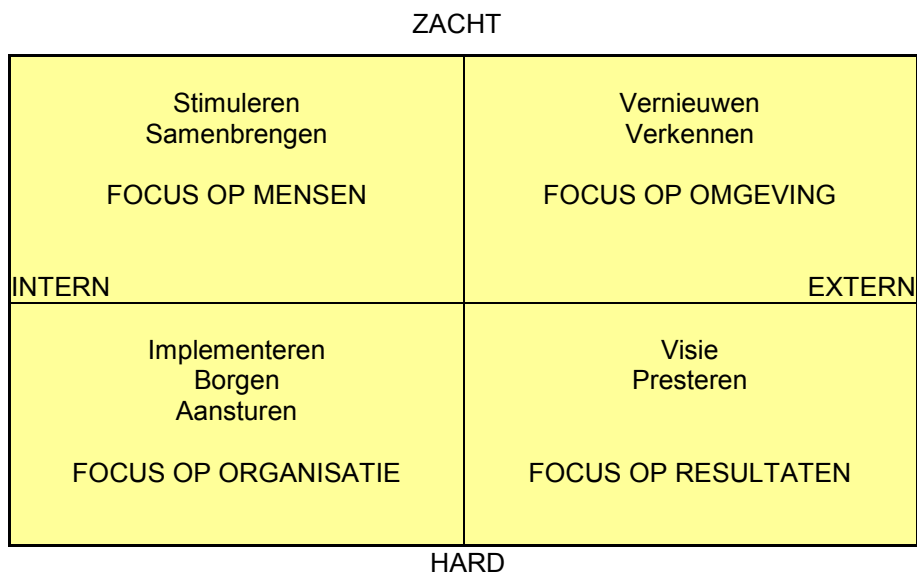 ZACHT
Stimuleren
Samenbrengen
FOCUS OP MENSEN
Vernieuwen
Verkennen
FOCUS OP OMGEVING
INTERN
EXTERN
Implementeren
Borgen
Aansturen
FOCUS OP ORGANISATIE
Visie
Presteren
FOCUS OP RESULTATEN
HARD